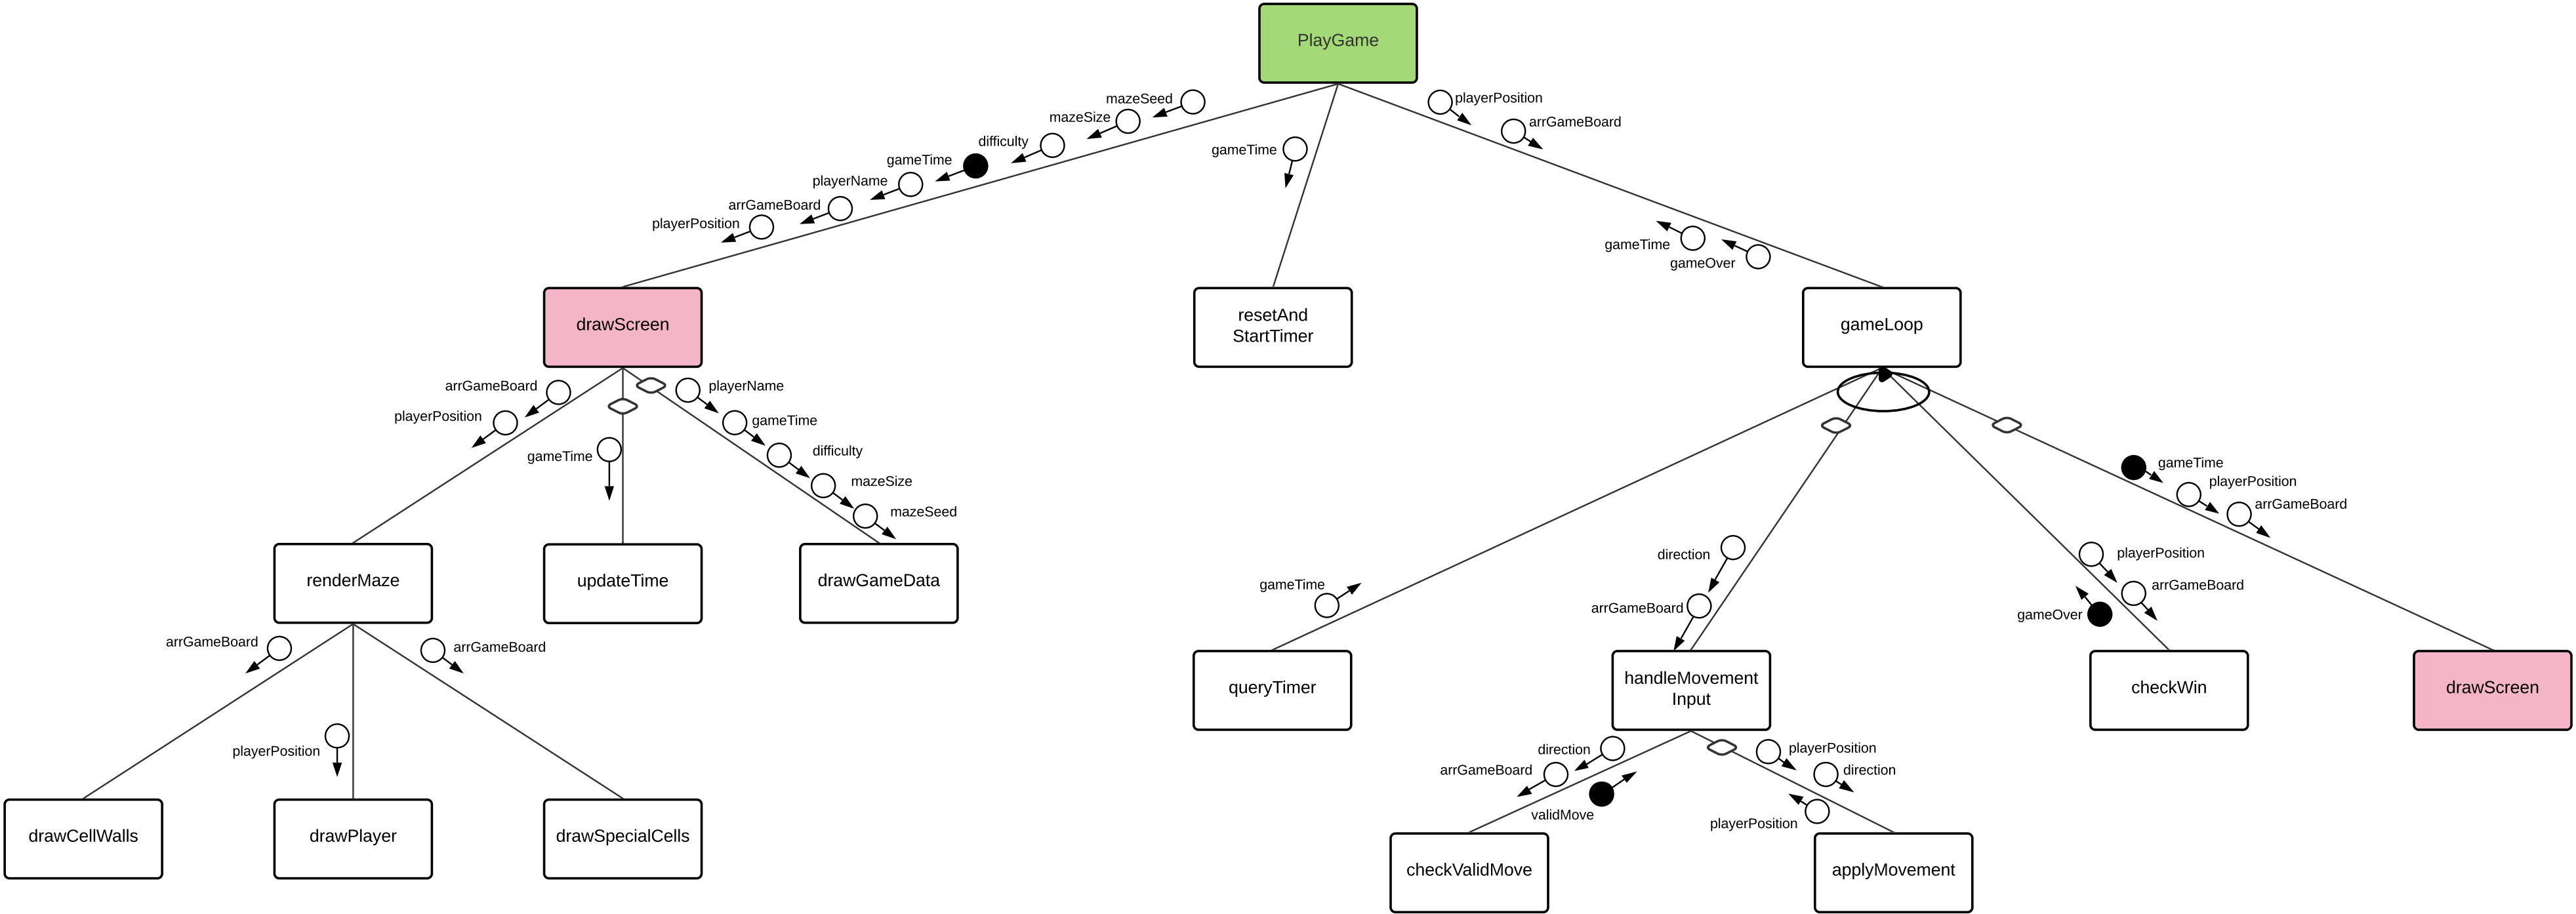 PlayGame
mazeSeed
playerPosition
mazeSize
arrGameBoard
difficulty
gameTime
gameTime
playerName
arrGameBoard
playerPosition
gameTime
gameOver
drawScreen
resetAnd
StartTimer
gameLoop
arrGameBoard
playerName
playerPosition
gameTime
gameTime
difficulty
mazeSize
mazeSeed
gameTime
playerPosition
arrGameBoard
direction
playerPosition
renderMaze
updateTime
drawGameData
gameTime
arrGameBoard
arrGameBoard
gameOver
arrGameBoard
arrGameBoard
queryTimer
handleMovement
Input
checkWin
drawScreen
playerPosition
direction
playerPosition
arrGameBoard
direction
validMove
playerPosition
drawCellWalls
drawPlayer
drawSpecialCells
checkValidMove
applyMovement